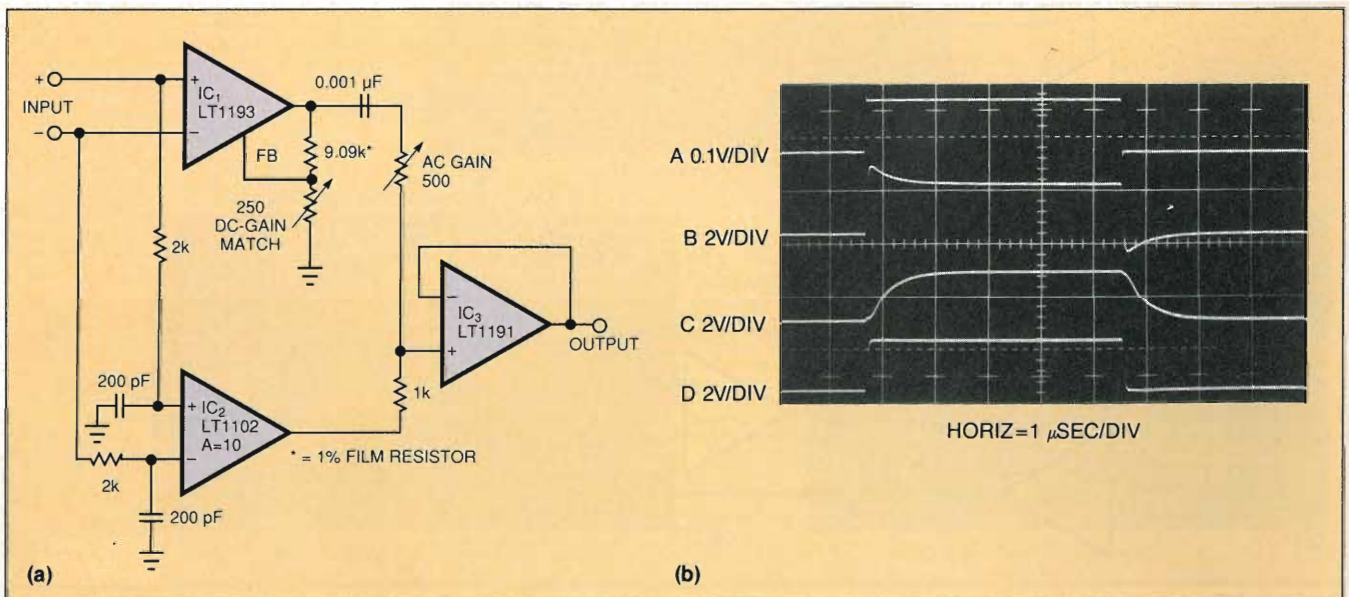 +
INPUT
−
+
IC₁
LT1193
−
FB
0.001 µF
9.09k*
AC GAIN
500
250
DC-GAIN
MATCH
2k
−
IC₃
LT1191
+
OUTPUT
200 pF
+
IC₂
LT1102
A=10
−
1k
* = 1% FILM RESISTOR
2k
200 pF
(a)
A 0.1V/DIV
B 2V/DIV
C 2V/DIV
D 2V/DIV
HORIZ=1 µSEC/DIV
(b)